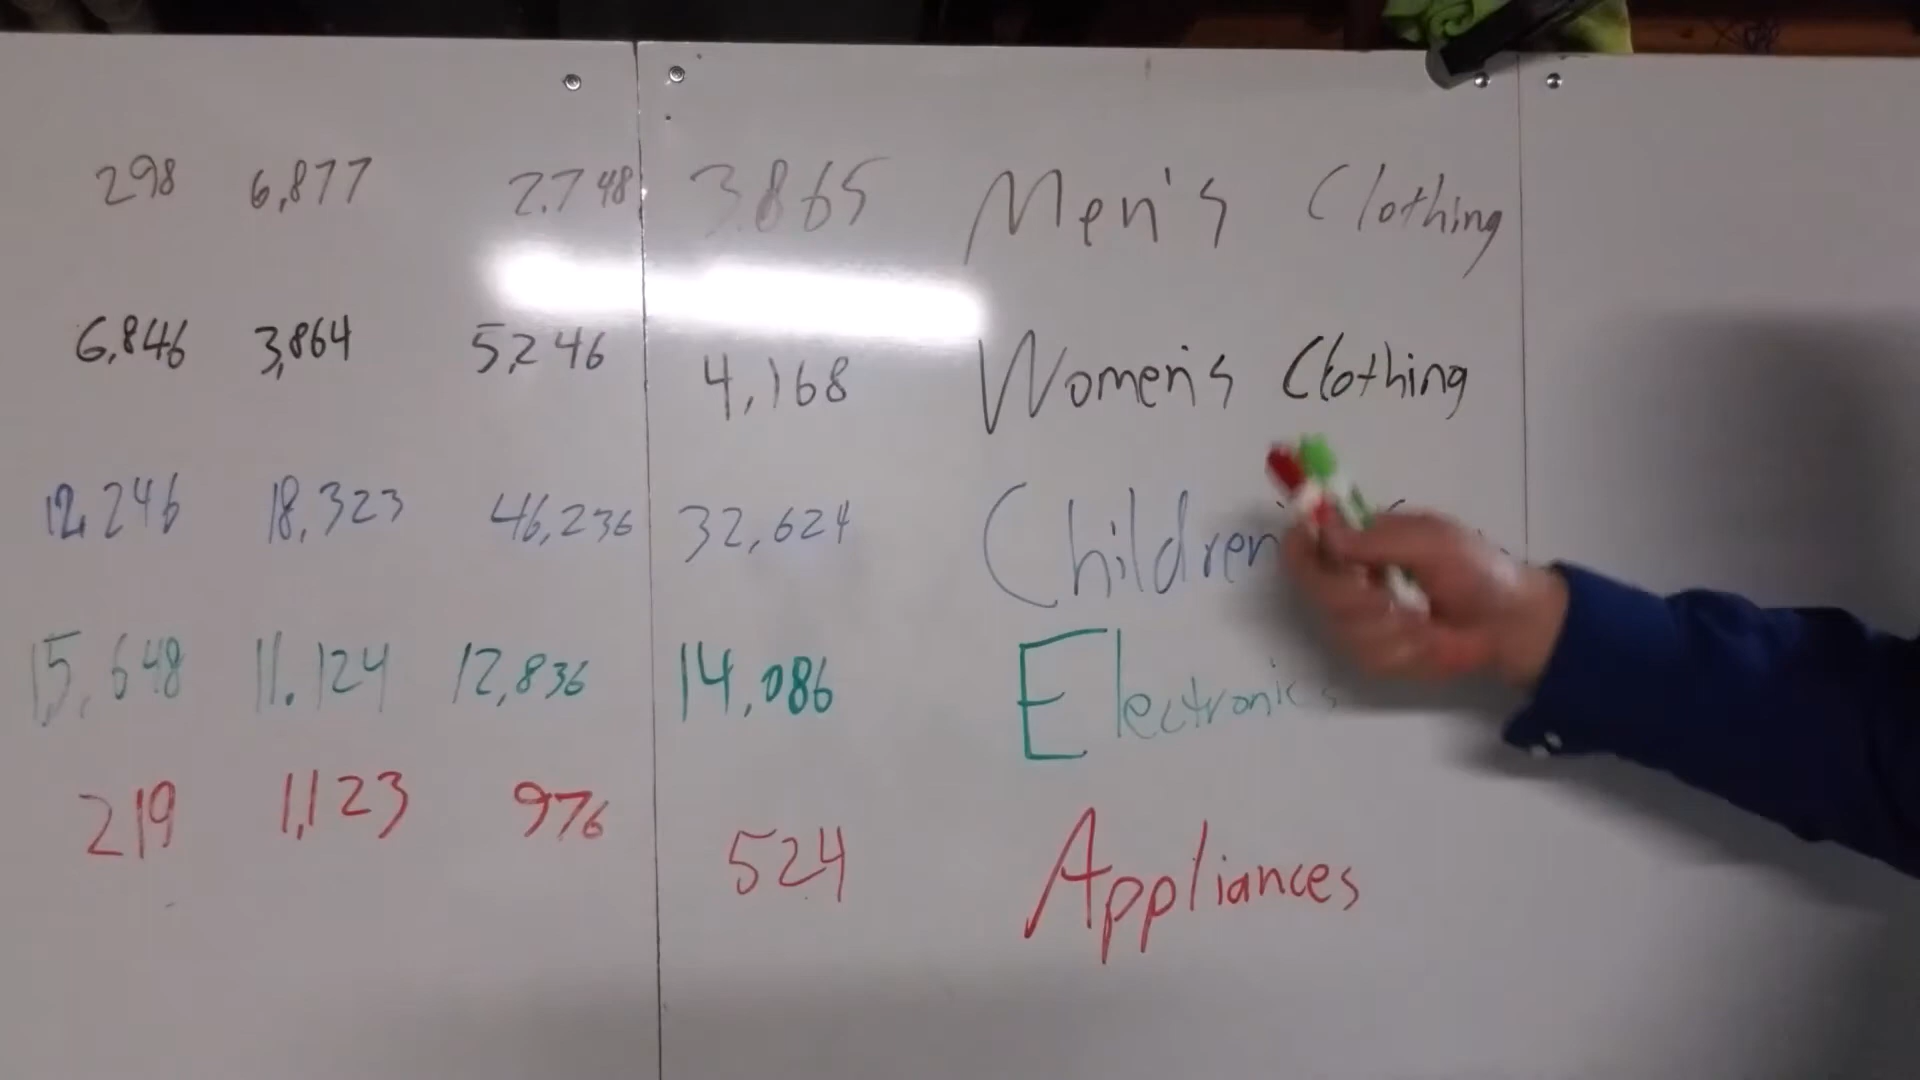 298 6,877 2.748 3.865 Men's Clothing
6,846 3,864 5,246 4,168 Women's Clothing
12,246 18,323 46,236 32,624 Children's
15,648 11.124 12,836 14,086 Electronics
219 1,123 976 524 Appliances